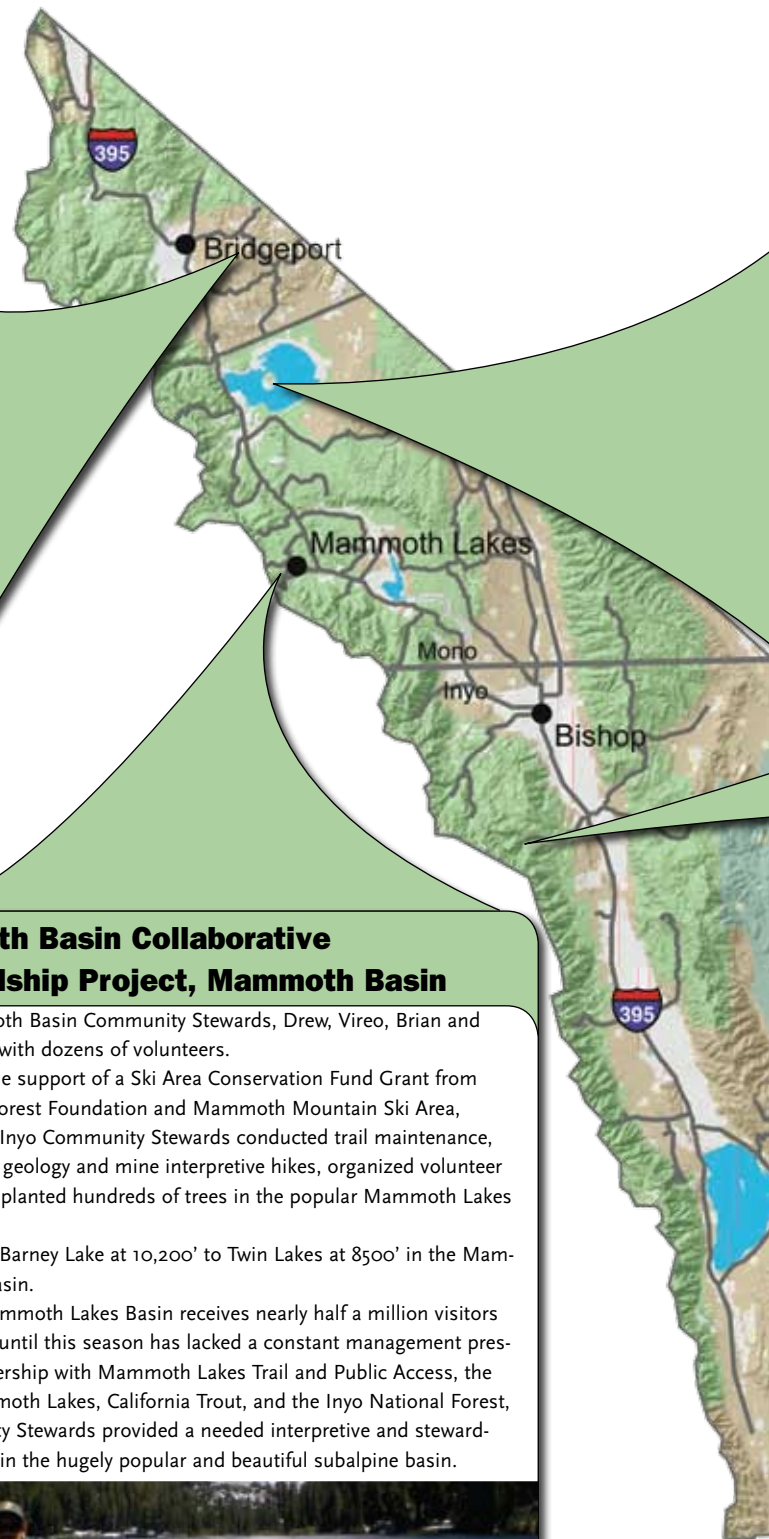 395
Bridgeport
Mammoth Lakes
Mono
Inyo
Bishop
395
th Basin Collaborative
dship Project, Mammoth Basin
oth Basin Community Stewards, Drew, Vireo, Brian and
with dozens of volunteers.
e support of a Ski Area Conservation Fund Grant from
orest Foundation and Mammoth Mountain Ski Area,
Inyo Community Stewards conducted trail maintenance,
geology and mine interpretive hikes, organized volunteer
planted hundreds of trees in the popular Mammoth Lakes
Barney Lake at 10,200’ to Twin Lakes at 8500’ in the Mam-
asin.
mmoth Lakes Basin receives nearly half a million visitors
until this season has lacked a constant management pres-
ership with Mammoth Lakes Trail and Public Access, the
moth Lakes, California Trout, and the Inyo National Forest,
ty Stewards provided a needed interpretive and steward-
in the hugely popular and beautiful subalpine basin.